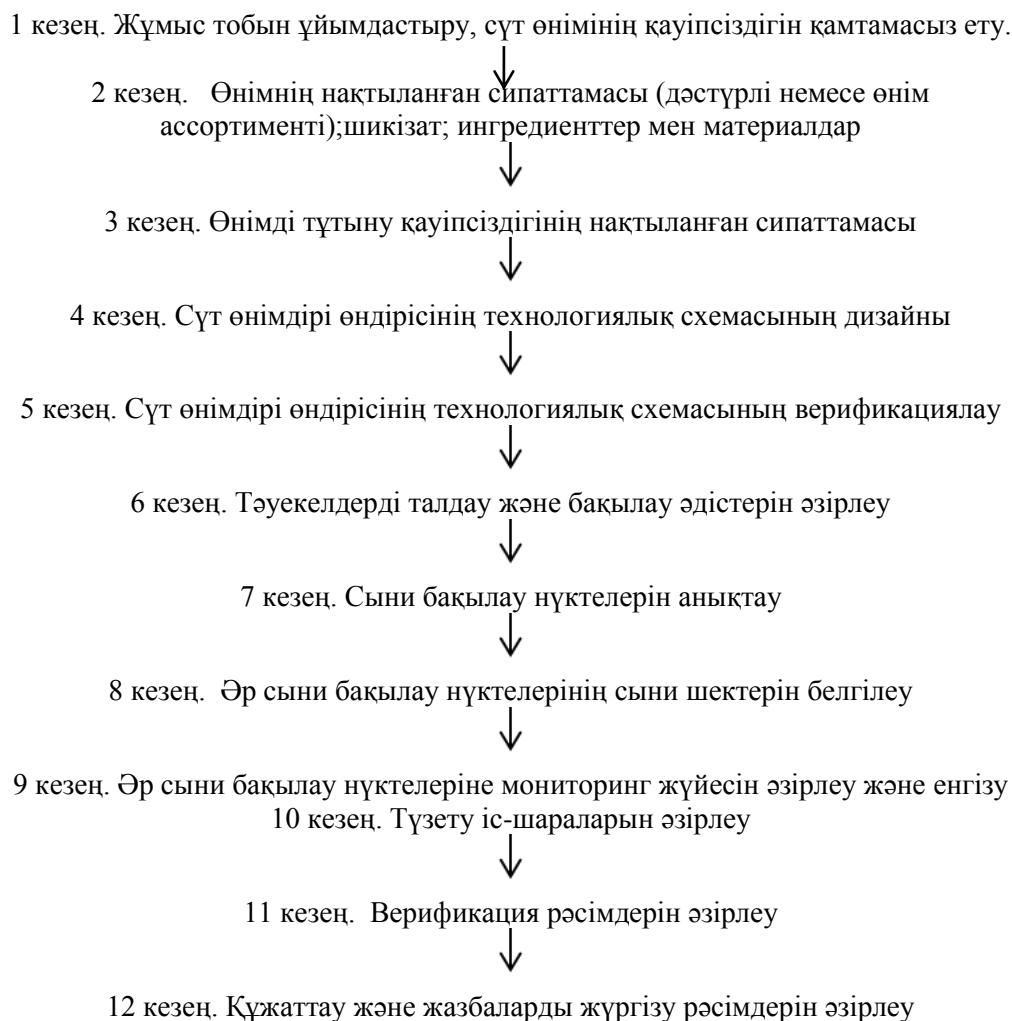 1 кезең. Жұмыс тобын ұйымдастыру, сүт өнімінің қауіпсіздігін қамтамасыз ету.
2 кезең. Өнімнің нақтыланған сипаттамасы (дәстүрлі немесе өнім
ассортименті);шикізат; ингредиенттер мен материалдар
3 кезең. Өнімді тұтыну қауіпсіздігінің нақтыланған сипаттамасы
4 кезең. Сүт өнімдірі өндірісінің технологиялық схемасының дизайны
5 кезең. Сүт өнімдірі өндірісінің технологиялық схемасының верификациялау
6 кезең. Тәуекелдерді талдау және бақылау әдістерін әзірлеу
7 кезең. Сыни бақылау нүктелерін анықтау
8 кезең. Әр сыни бақылау нүктелерінің сыни шектерін белгілеу
9 кезең. Әр сыни бақылау нүктелеріне мониторинг жүйесін әзірлеу және енгізу
10 кезең. Түзету іс-шараларын әзірлеу
11 кезең. Верификация рәсімдерін әзірлеу
12 кезең. Құжаттау және жазбаларды жүргізу рәсімдерін әзірлеу